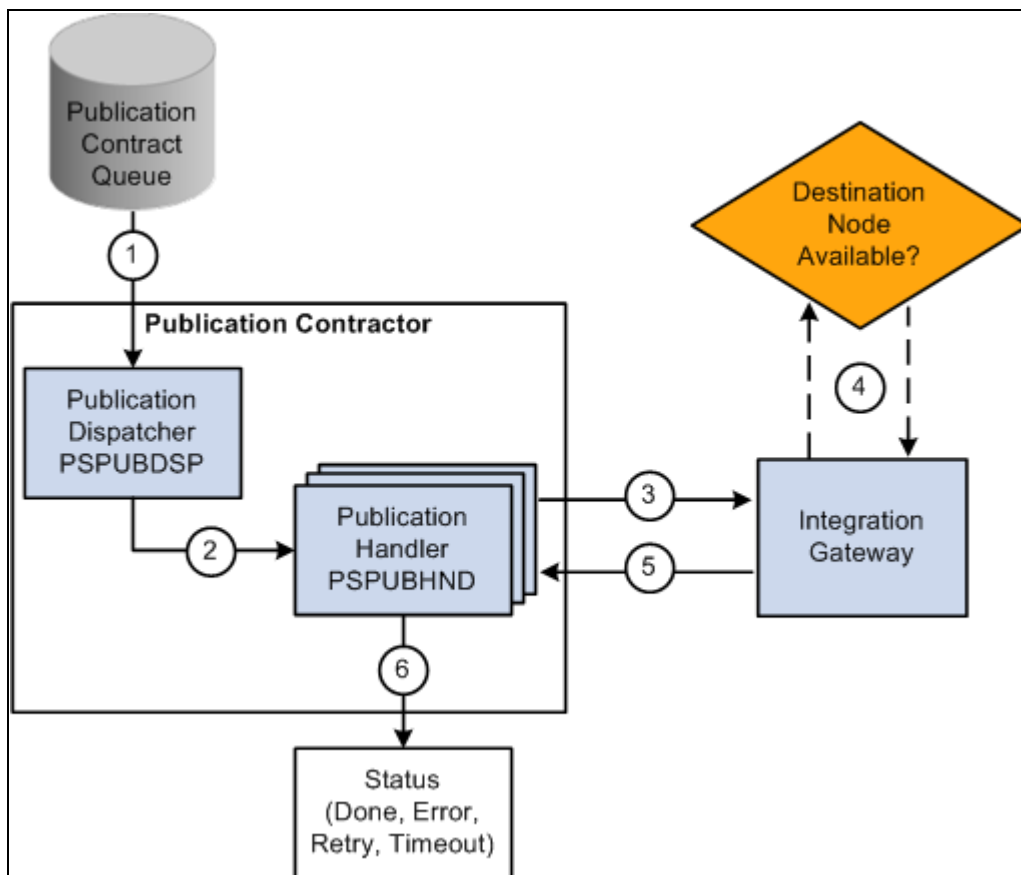 Publication
Contract
Queue
1
Destination
Node
Available?
Publication Contractor
Publication
Dispatcher
PSPUBDSP
4
2
Publication
Handler
PSPUBHND
3
5
Integration
Gateway
6
Status
(Done, Error,
Retry, Timeout)